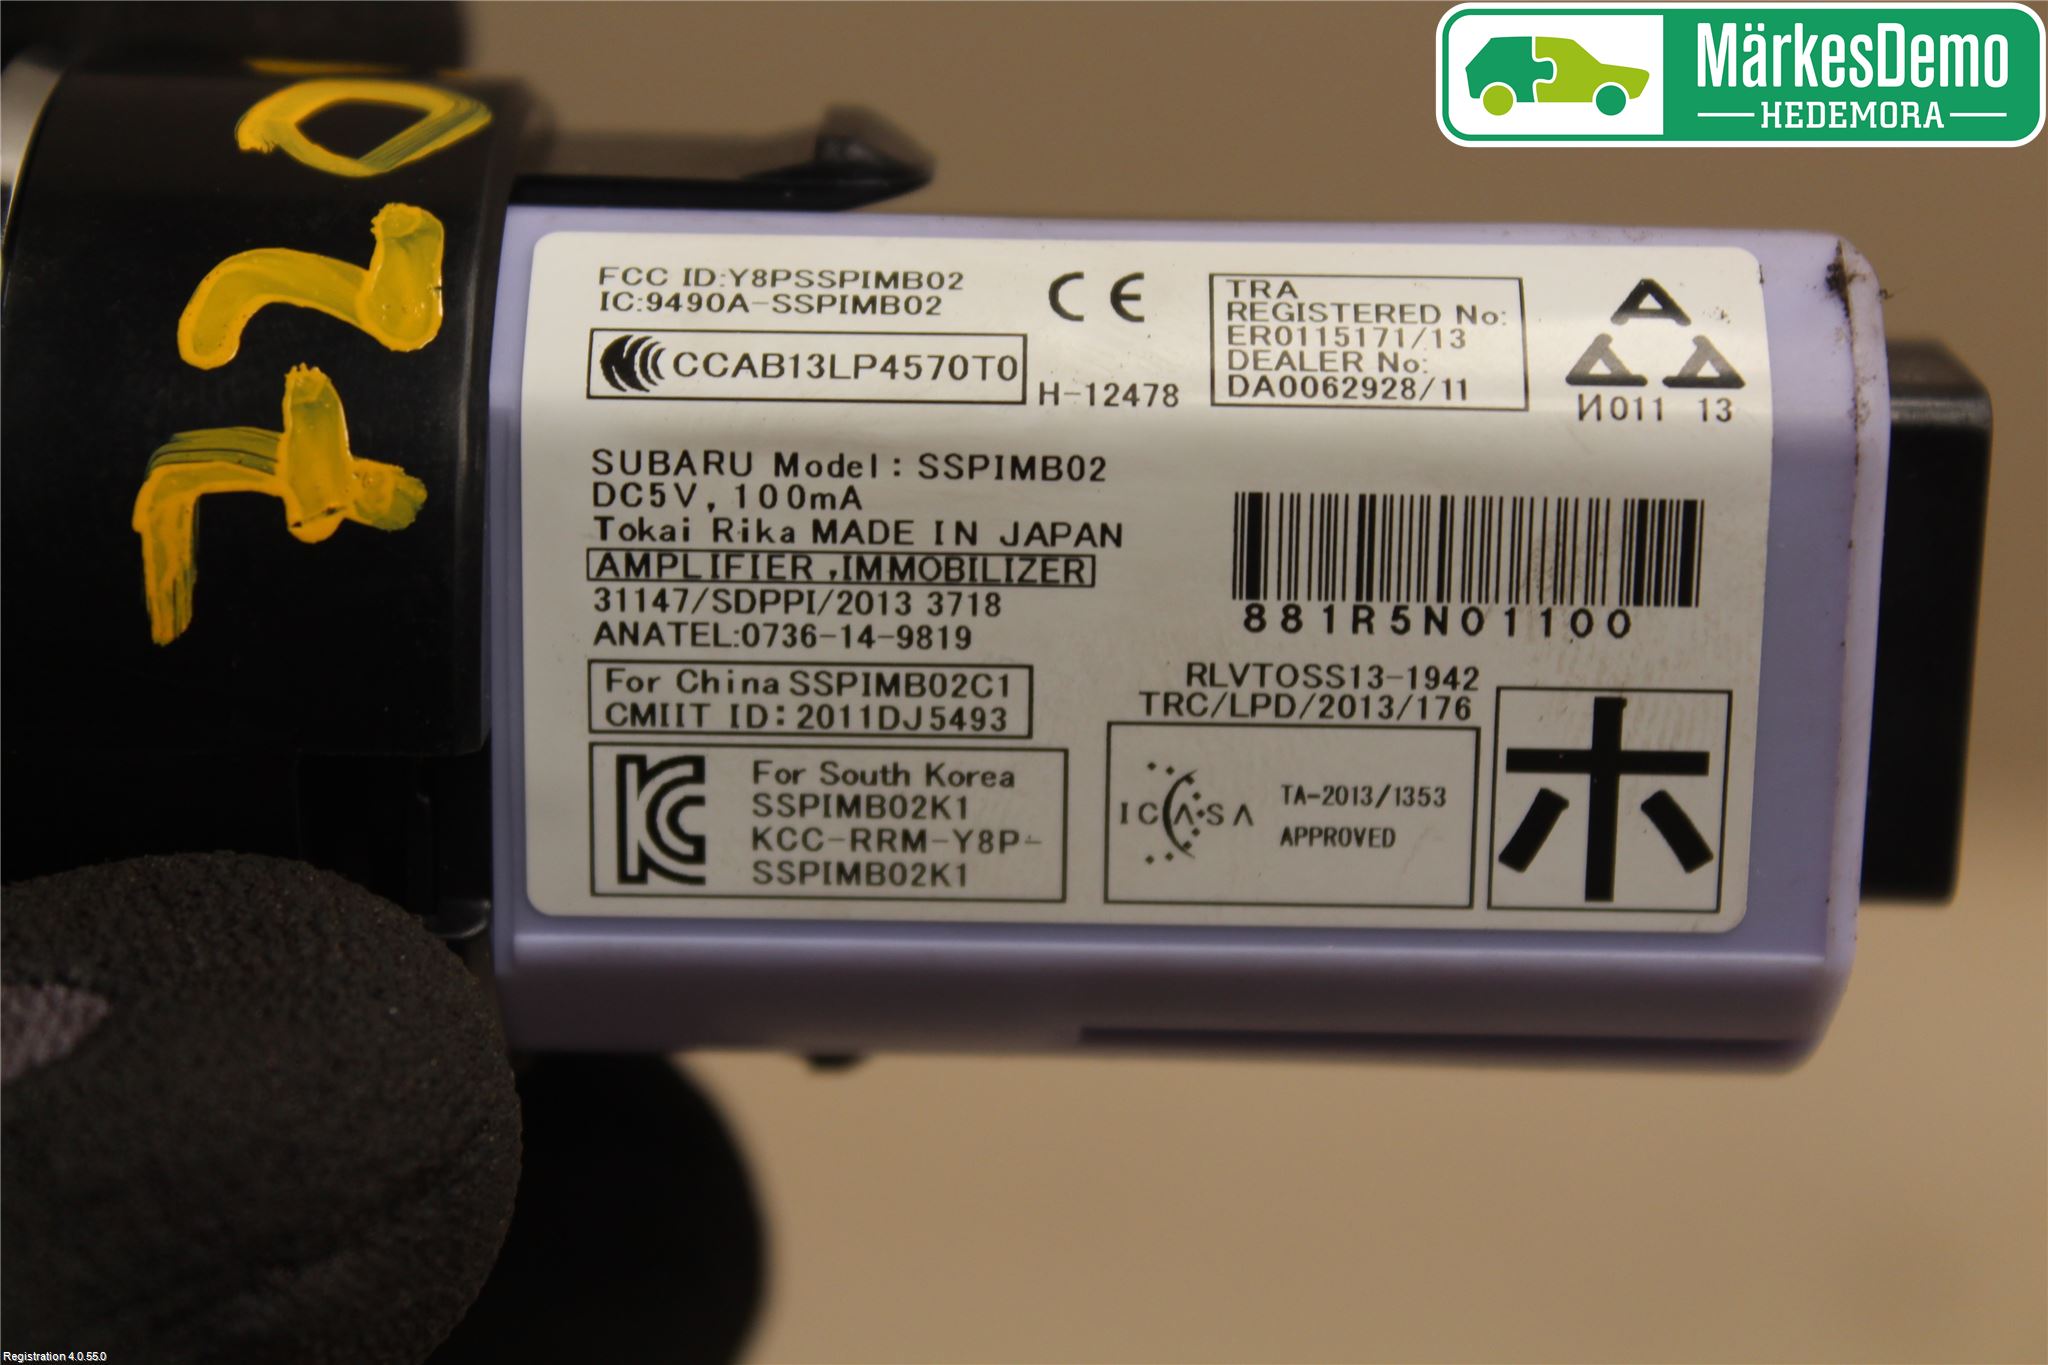 MärkesDemo
HEDEMORA
FCC ID:Y8PSSPIMB02
IC:9490A-SSPIMB02
CE
CCAB13LP4570T0
H-12478
TRA
REGISTERED No:
ER0115171/13
DEALER No:
DA0062928/11
И011 13
SUBARU Model: SSPIMB02
DC5V, 100mA
Tokai Rika MADE IN JAPAN
AMPLIFIER ,IMMOBILIZER
31147/SDPPI/2013 3718
ANATEL:0736-14-9819
881R5N01100
For China SSPIMB02C1
CMIIT ID: 2011DJ5493
RLVTOSS13-1942
TRC/LPD/2013/176
For South Korea
SSPIMB02K1
KCC-RRM-Y8P-
SSPIMB02K1
ICASA
TA-2013/1353
APPROVED
Registration 4.0.55.0